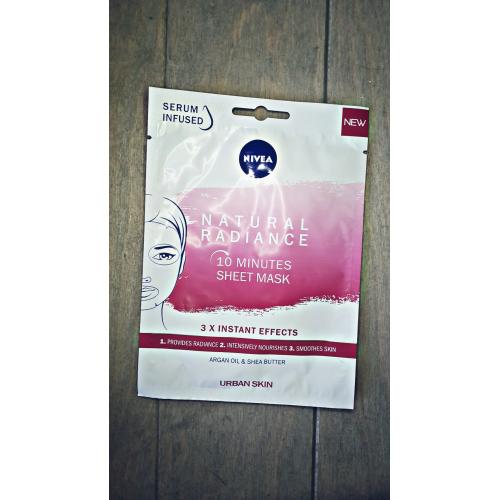 SERUM
INFUSED
NEW
NIVEA
NATURAL
RADIANCE
10 MINUTES
SHEET MASK
3 X INSTANT EFFECTS
1. PROVIDES RADIANCE 2. INTENSIVELY NOURISHES 3. SMOOTHES SKIN
ARGAN OIL & SHEA BUTTER
URBAN SKIN